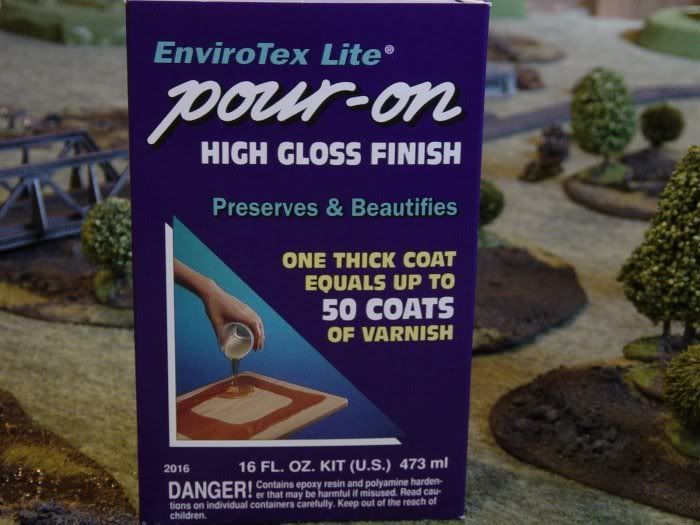 EnviroTex Lite®
pour-on
HIGH GLOSS FINISH
Preserves & Beautifies
ONE THICK COAT
EQUALS UP TO
50 COATS
OF VARNISH
2016
16 FL. OZ. KIT (U.S.) 473 ml
DANGER! Contains epoxy resin and polyamine harden-
er that may be harmful if misused. Read cau-
tions on individual containers carefully. Keep out of the reach of
children.